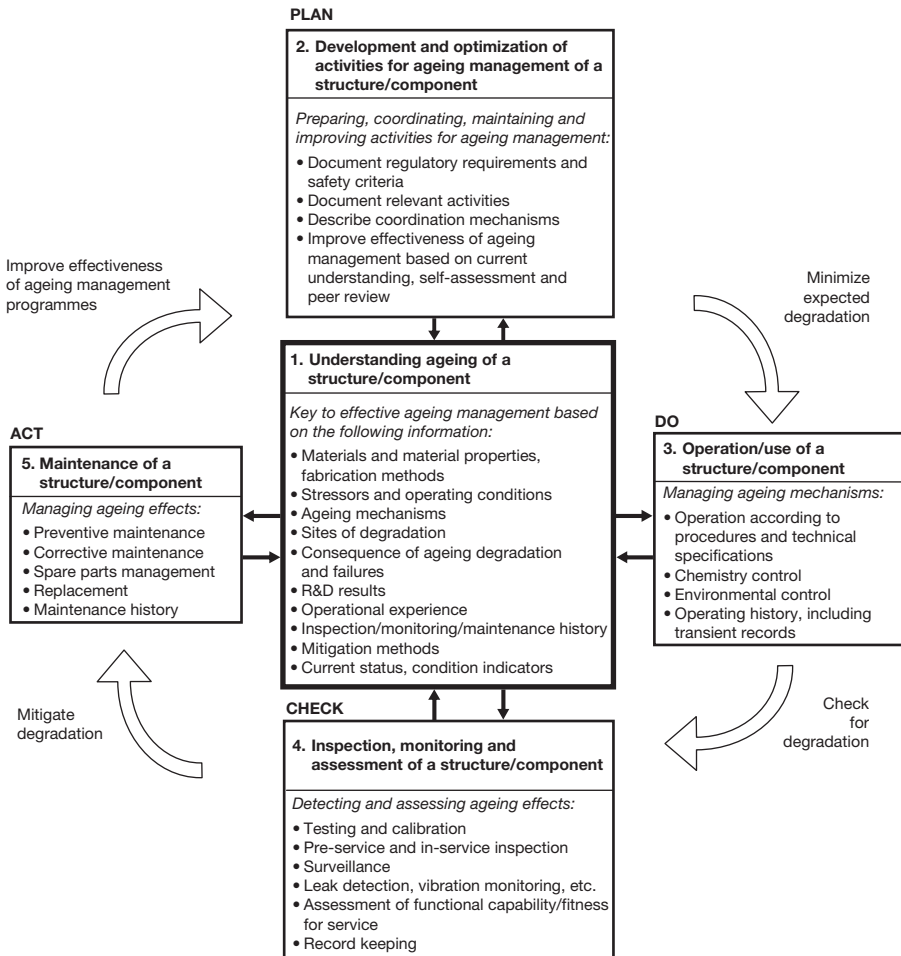 PLAN
2. Development and optimization of
activities for ageing management of a
structure/component
Preparing, coordinating, maintaining and
improving activities for ageing management:
• Document regulatory requirements and
safety criteria
• Document relevant activities
• Describe coordination mechanisms
• Improve effectiveness of ageing
management based on current
understanding, self-assessment and
peer review
Improve effectiveness
of ageing management
programmes
Minimize
expected
degradation
1. Understanding ageing of a
structure/component
Key to effective ageing management based
on the following information:
• Materials and material properties,
fabrication methods
• Stressors and operating conditions
• Ageing mechanisms
• Sites of degradation
• Consequence of ageing degradation
and failures
• R&D results
• Operational experience
• Inspection/monitoring/maintenance history
• Mitigation methods
• Current status, condition indicators
ACT
5. Maintenance of a
structure/component
Managing ageing effects:
• Preventive maintenance
• Corrective maintenance
• Spare parts management
• Replacement
• Maintenance history
DO
3. Operation/use of a
structure/component
Managing ageing mechanisms:
• Operation according to
procedures and technical
specifications
• Chemistry control
• Environmental control
• Operating history, including
transient records
Mitigate
degradation
Check
for
degradation
CHECK
4. Inspection, monitoring and
assessment of a structure/component
Detecting and assessing ageing effects:
• Testing and calibration
• Pre-service and in-service inspection
• Surveillance
• Leak detection, vibration monitoring, etc.
• Assessment of functional capability/fitness
for service
• Record keeping